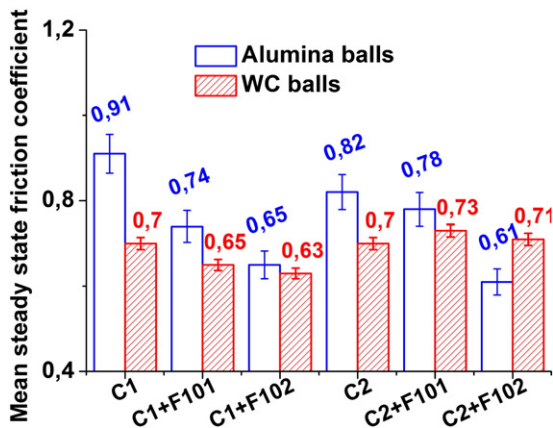 Mean steady state friction coefficient
1,2
0,8
0,4
Alumina balls
WC balls
0,91
0,7
0,74
0,65
0,65
0,63
0,82
0,7
0,78
0,73
0,61
0,71
C1
C1+F101
C1+F102
C2
C2+F101
C2+F102